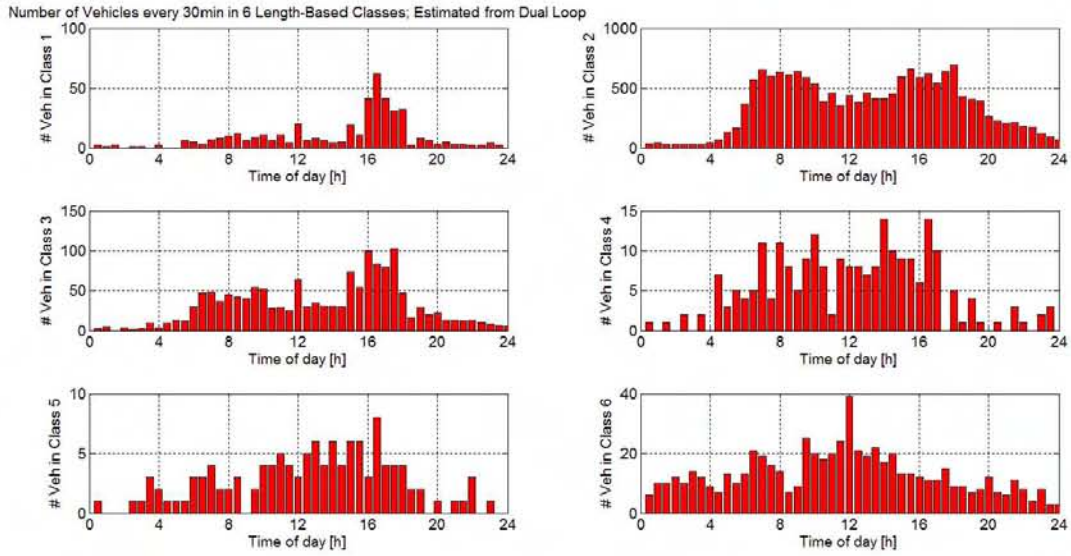 Number of Vehicles every 30min in 6 Length-Based Classes; Estimated from Dual Loop
# Veh in Class 1
100
50
0
0 4 8 12 16 20 24
Time of day [h]
# Veh in Class 2
1000
500
0
0 4 8 12 16 20 24
Time of day [h]
# Veh in Class 3
150
100
50
0
0 4 8 12 16 20 24
Time of day [h]
# Veh in Class 4
15
10
5
0
0 4 8 12 16 20 24
Time of day [h]
# Veh in Class 5
10
5
0
0 4 8 12 16 20 24
Time of day [h]
# Veh in Class 6
40
20
0
0 4 8 12 16 20 24
Time of day [h]